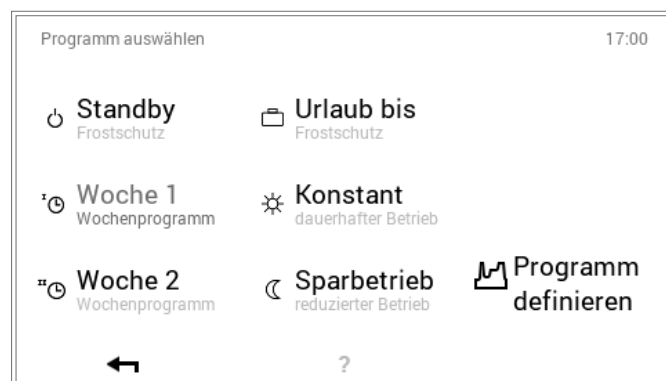 Programm auswählen 17:00
Standby
Frostschutz
Urlaub bis
Frostschutz
I Woche 1
Wochenprogramm
Konstant
dauerhafter Betrieb
II Woche 2
Wochenprogramm
Sparbetrieb
reduzierter Betrieb
Programm
definieren
?